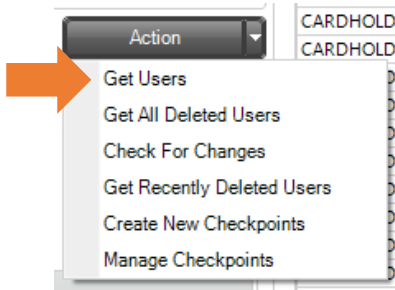 CARDHOLD
Action
CARDHOLD
Get Users
Get All Deleted Users
Check For Changes
Get Recently Deleted Users
Create New Checkpoints
Manage Checkpoints